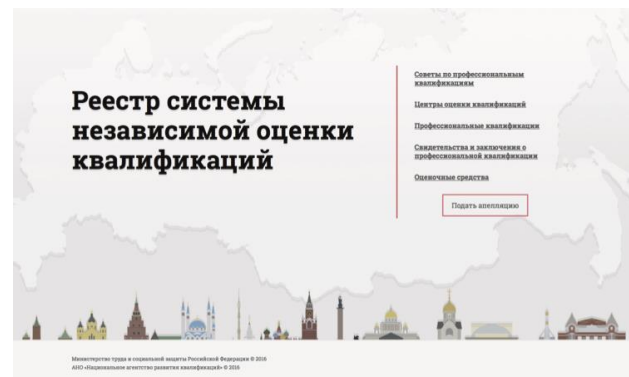 Реестр системы
независимой оценки
квалификаций
Советы по профессиональным
квалификациям
Центры оценки квалификаций
Профессиональные квалификации
Свидетельства и заключения о
профессиональной квалификации
Оценочные средства
Подать апелляцию
Министерство труда и социальной защиты Российской Федерации © 2016
АНО «Национальное агентство развития квалификаций» © 2016